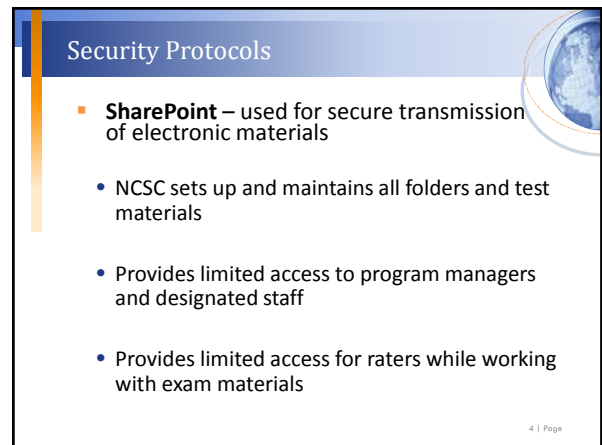 Security Protocols
▪ SharePoint – used for secure transmission
of electronic materials
• NCSC sets up and maintains all folders and test
materials
• Provides limited access to program managers
and designated staff
• Provides limited access for raters while working
with exam materials
4 | Page